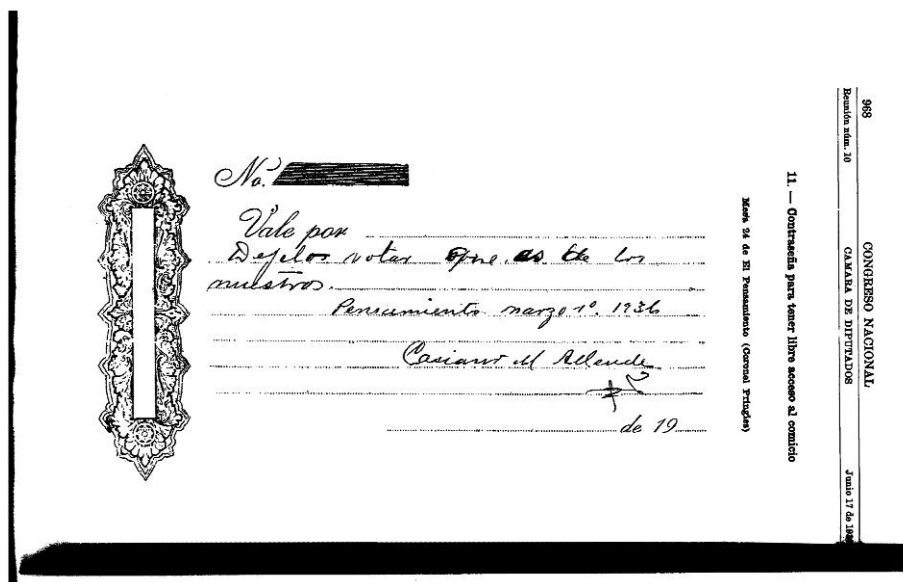 968
CONGRESO NACIONAL
Reunión núm. 10
CAMARA DE DIPUTADOS
Junio 17 de
11. — Contraseña para tener libre acceso al comicio
Mesa 24 de El Pensamiento (Coronel Pringles)
No.
Vale por
Dejelos votar que es de los
nuestros.
Pensamiento marzo 1º. 1936
Casiano M Allende
de 19